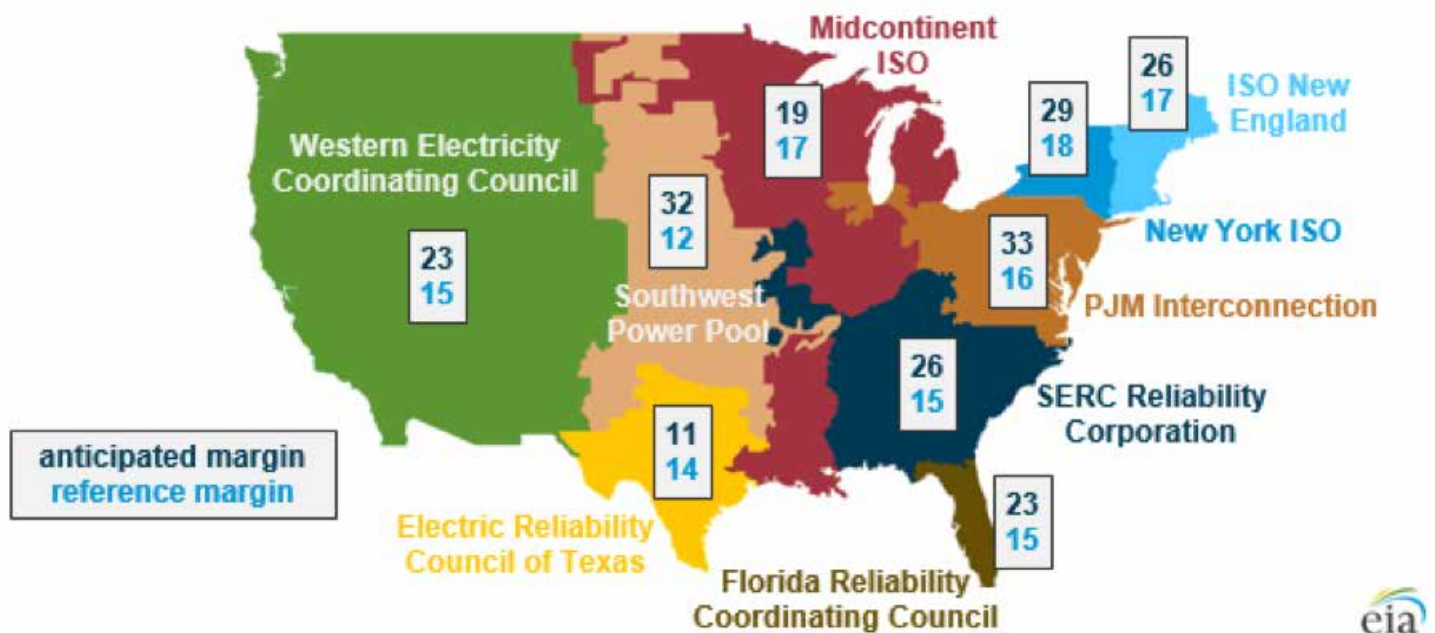 Midcontinent
ISO
19
17
29
18
26
17
ISO New
England
Western Electricity
Coordinating Council
23
15
32
12
Southwest
Power Pool
33
16
New York ISO
PJM Interconnection
26
15
SERC Reliability
Corporation
anticipated margin
reference margin
11
14
Electric Reliability
Council of Texas
23
15
Florida Reliability
Coordinating Council
eia